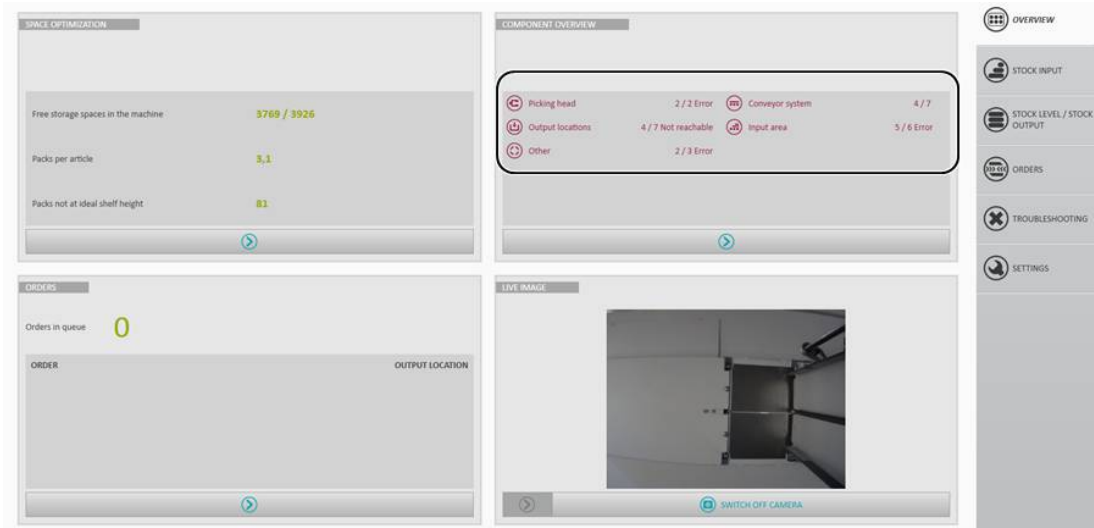 SPACE OPTIMIZATION
Free storage spaces in the machine 3769 / 3926
Packs per article 3,1
Packs not at ideal shelf height 81
COMPONENT OVERVIEW
Picking head 2 / 2 Error Conveyor system 4 / 7
Output locations 4 / 7 Not reachable Input area 5 / 6 Error
Other 2 / 3 Error
ORDERS
Orders in queue 0
ORDER OUTPUT LOCATION
LIVE IMAGE
SWITCH OFF CAMERA
OVERVIEW
STOCK INPUT
STOCK LEVEL / STOCK
OUTPUT
ORDERS
TROUBLESHOOTING
SETTINGS